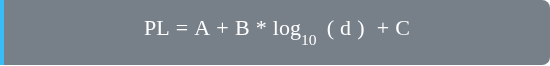 PL = A + B * log10 ( d ) + C